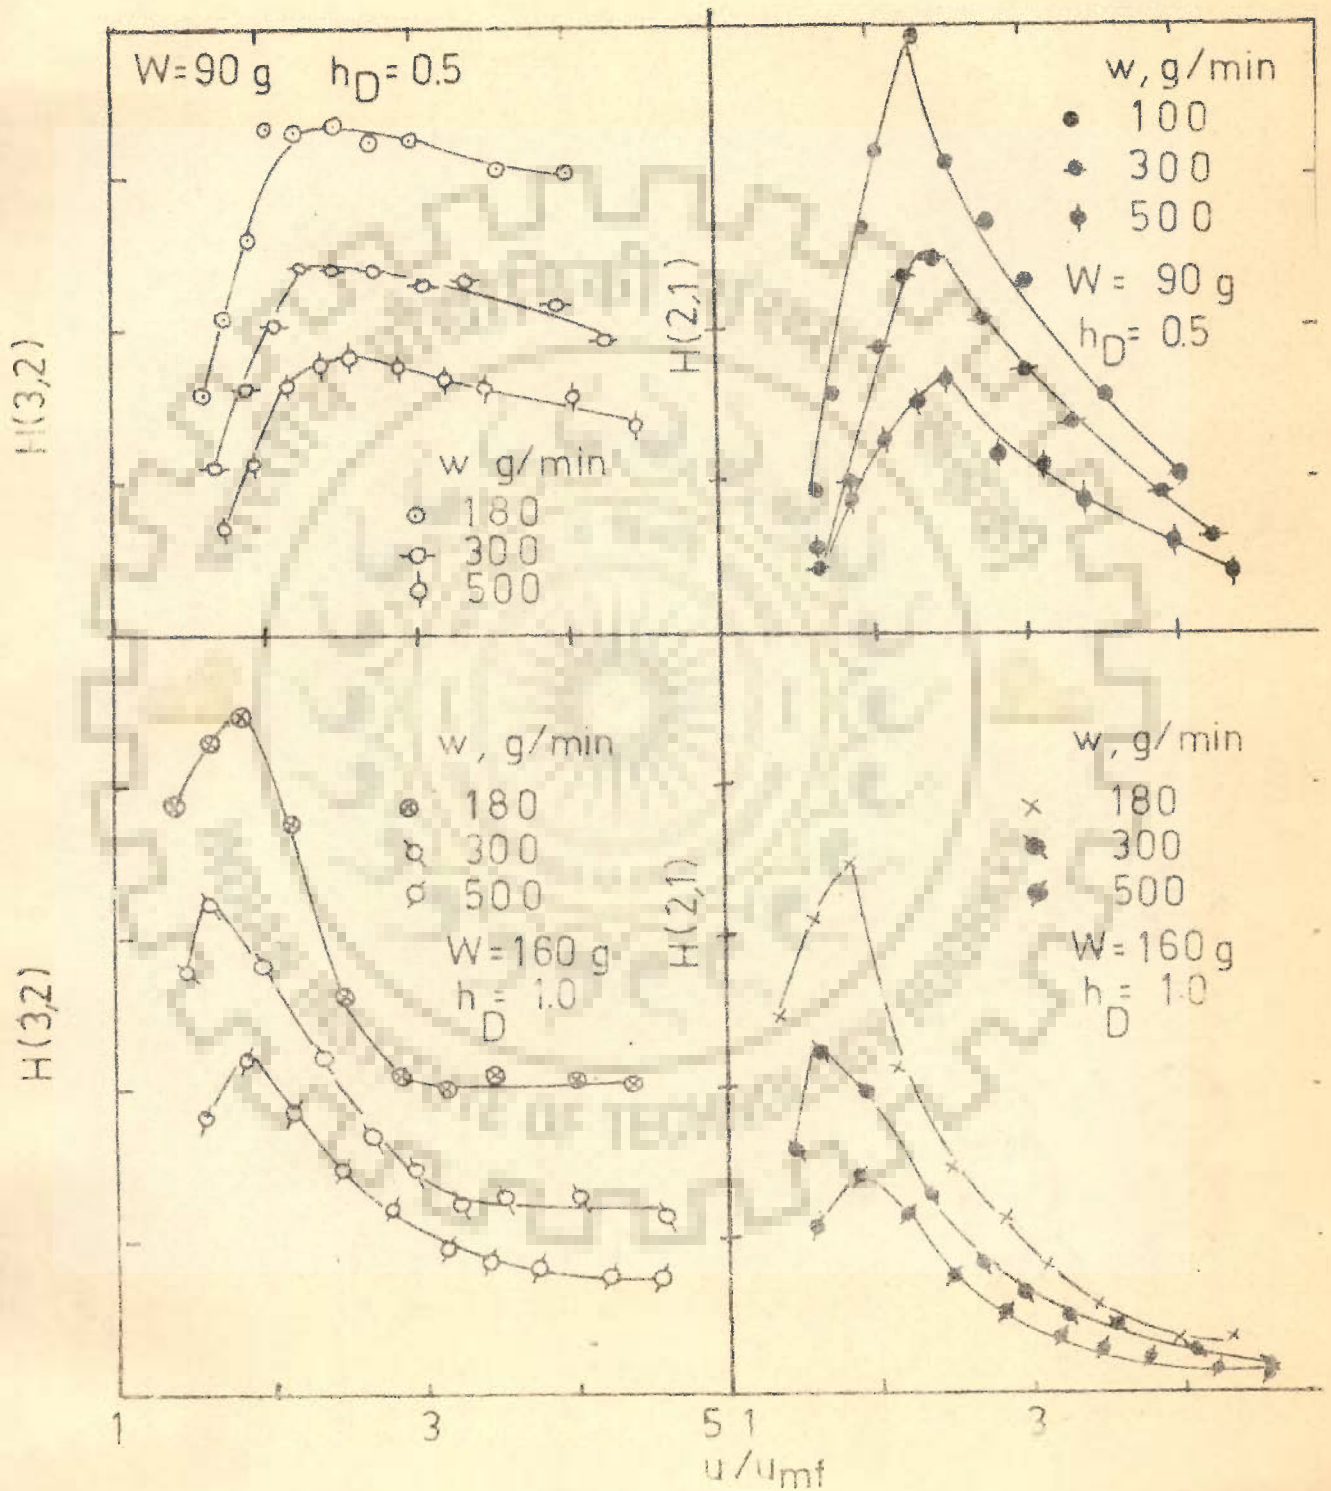 W=90 g h_D=0.5
H(3,2)
w g/min
180
300
500
w, g/min
100
300
500
W= 90 g
h_D= 0.5
H(2,1)
w, g/min
180
300
500
W=160 g
h_D= 1.0
H(3,2)
w, g/min
180
300
500
W=160 g
h_D= 1.0
H(2,1)
OF TECHNO
1 3 5 1 3
u/u_mf